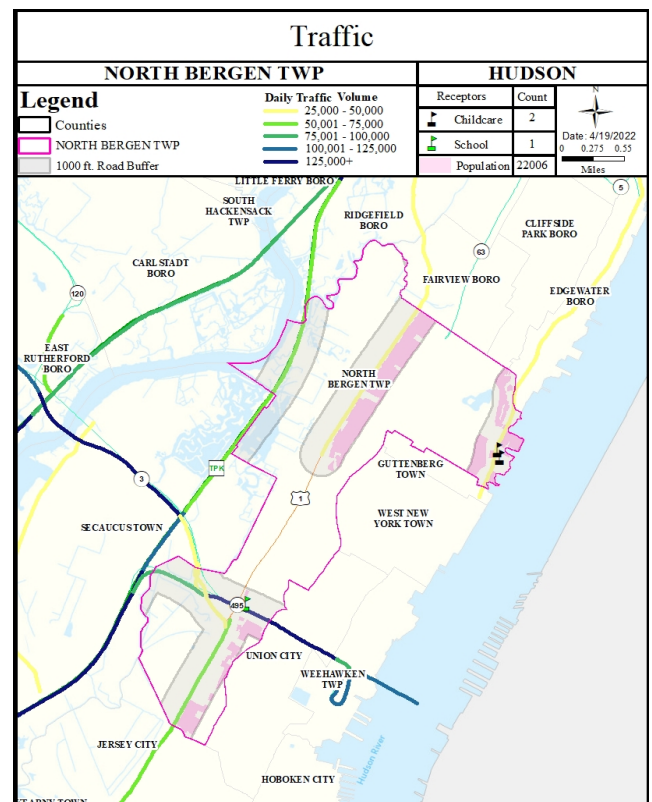 Traffic
NORTH BERGEN TWP
HUDSON
Legend
Counties
NORTH BERGEN TWP
1000 ft. Road Buffer
Daily Traffic Volume
25,000 - 50,000
50,001 - 75,000
75,001 - 100,000
100,001 - 125,000
125,000+
Receptors Count
Childcare 2
School 1
Population 22006
N
Date: 4/19/2022
0 0.275 0.55
Miles
LITTLE FERRY BORO
SOUTH
HACKENSACK
TWP
RIDGEFIELD
BORO
5
CLIFFSIDE
PARK BORO
63
CARLSTADT
BORO
FAIRVIEW BORO
120
EDGEWATER
BORO
EAST
RUTHERFORD
BORO
NORTH
BERGEN TWP
TPK
3
GUTTENBERG
TOWN
1
WEST NEW
YORK TOWN
SECAUCUS TOWN
495
UNION CITY
WEEHAWKEN
TWP
JERSEY CITY
Hudson River
HOBOKEN CITY
TOWN